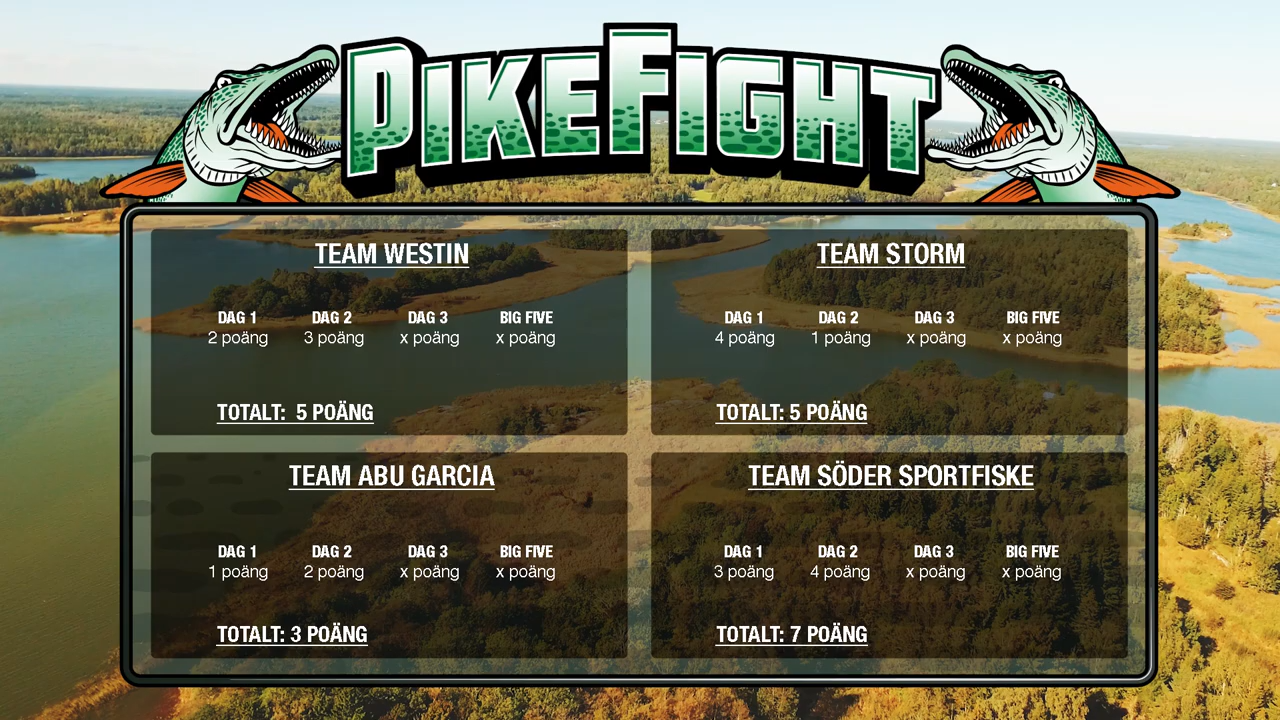 PIKEFIGHT
TEAM WESTIN
DAG 1 DAG 2 DAG 3 BIG FIVE
2 poäng 3 poäng x poäng x poäng
TOTALT: 5 POÄNG
TEAM STORM
DAG 1 DAG 2 DAG 3 BIG FIVE
4 poäng 1 poäng x poäng x poäng
TOTALT: 5 POÄNG
TEAM ABU GARCIA
DAG 1 DAG 2 DAG 3 BIG FIVE
1 poäng 2 poäng x poäng x poäng
TOTALT: 3 POÄNG
TEAM SÖDER SPORTFISKE
DAG 1 DAG 2 DAG 3 BIG FIVE
3 poäng 4 poäng x poäng x poäng
TOTALT: 7 POÄNG